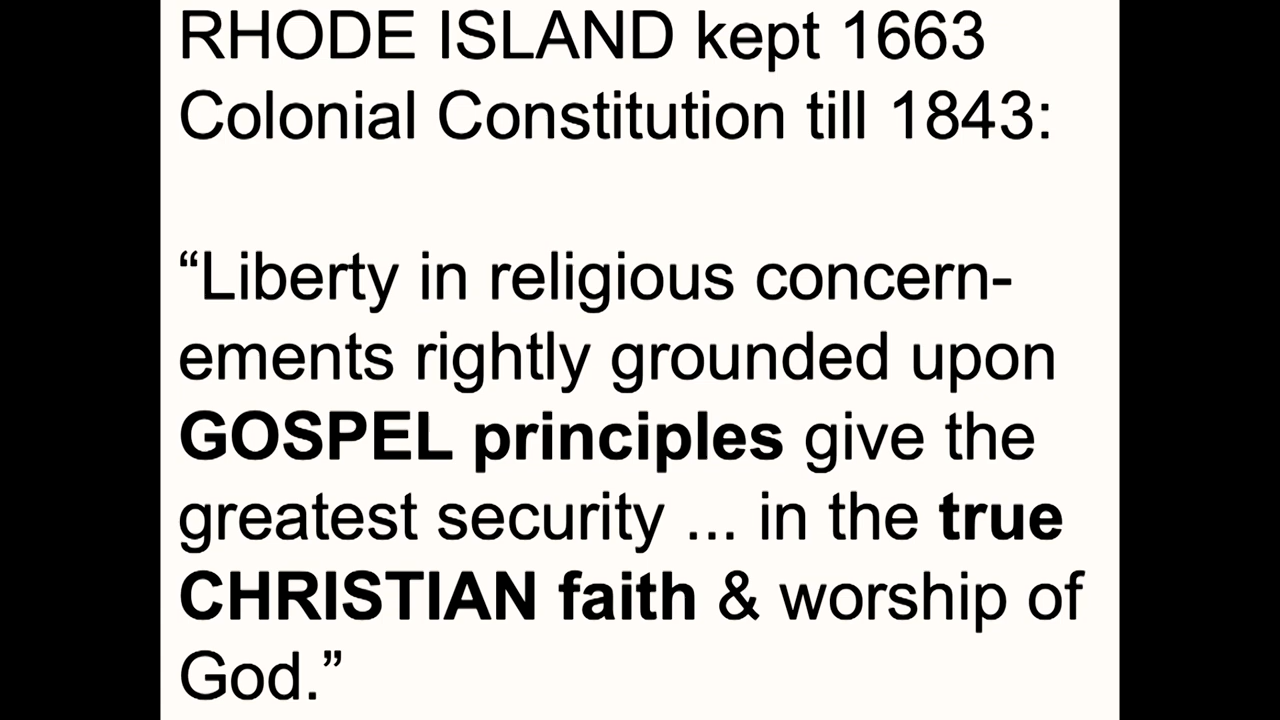 RHODE ISLAND kept 1663
Colonial Constitution till 1843:
“Liberty in religious concern-
ements rightly grounded upon
GOSPEL principles give the
greatest security ... in the true
CHRISTIAN faith & worship of
God.”